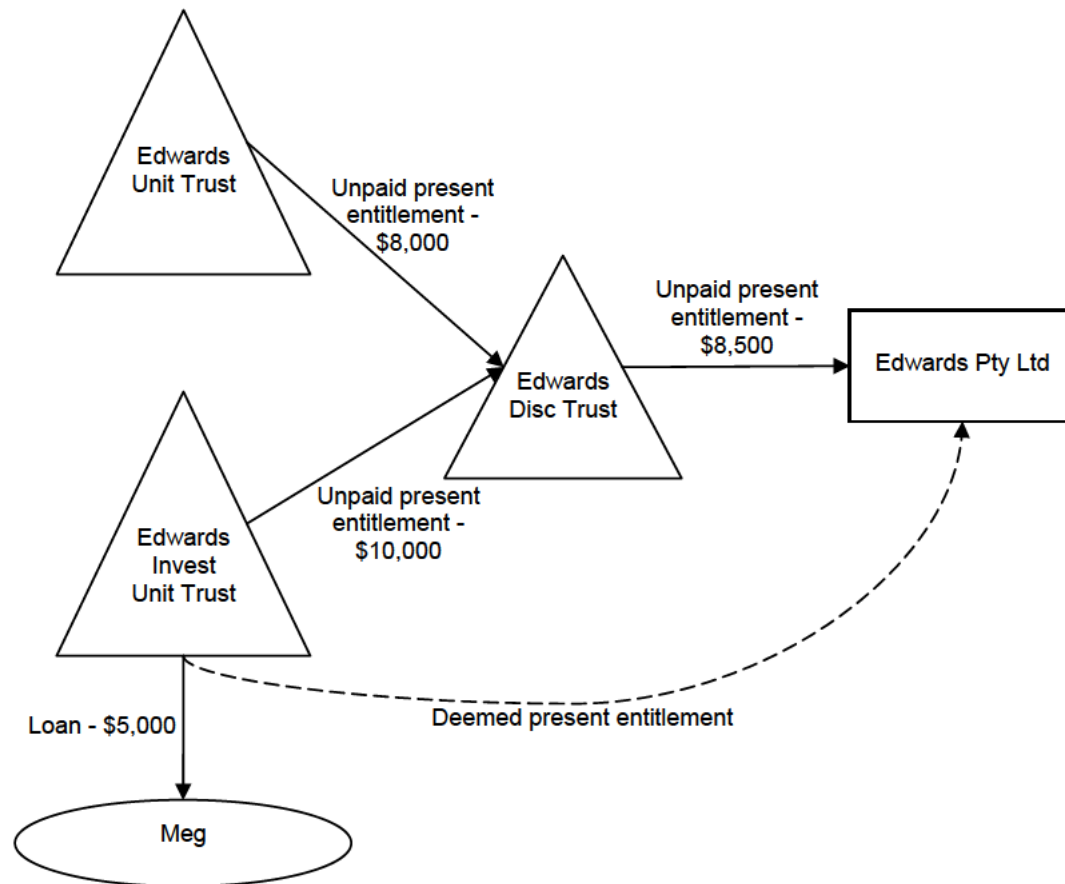 Edwards
Unit Trust
Unpaid present
entitlement -
$8,000
Unpaid present
entitlement -
$8,500
Edwards Pty Ltd
Edwards
Disc Trust
Unpaid present
entitlement -
$10,000
Edwards
Invest
Unit Trust
Loan - $5,000
Deemed present entitlement
Meg